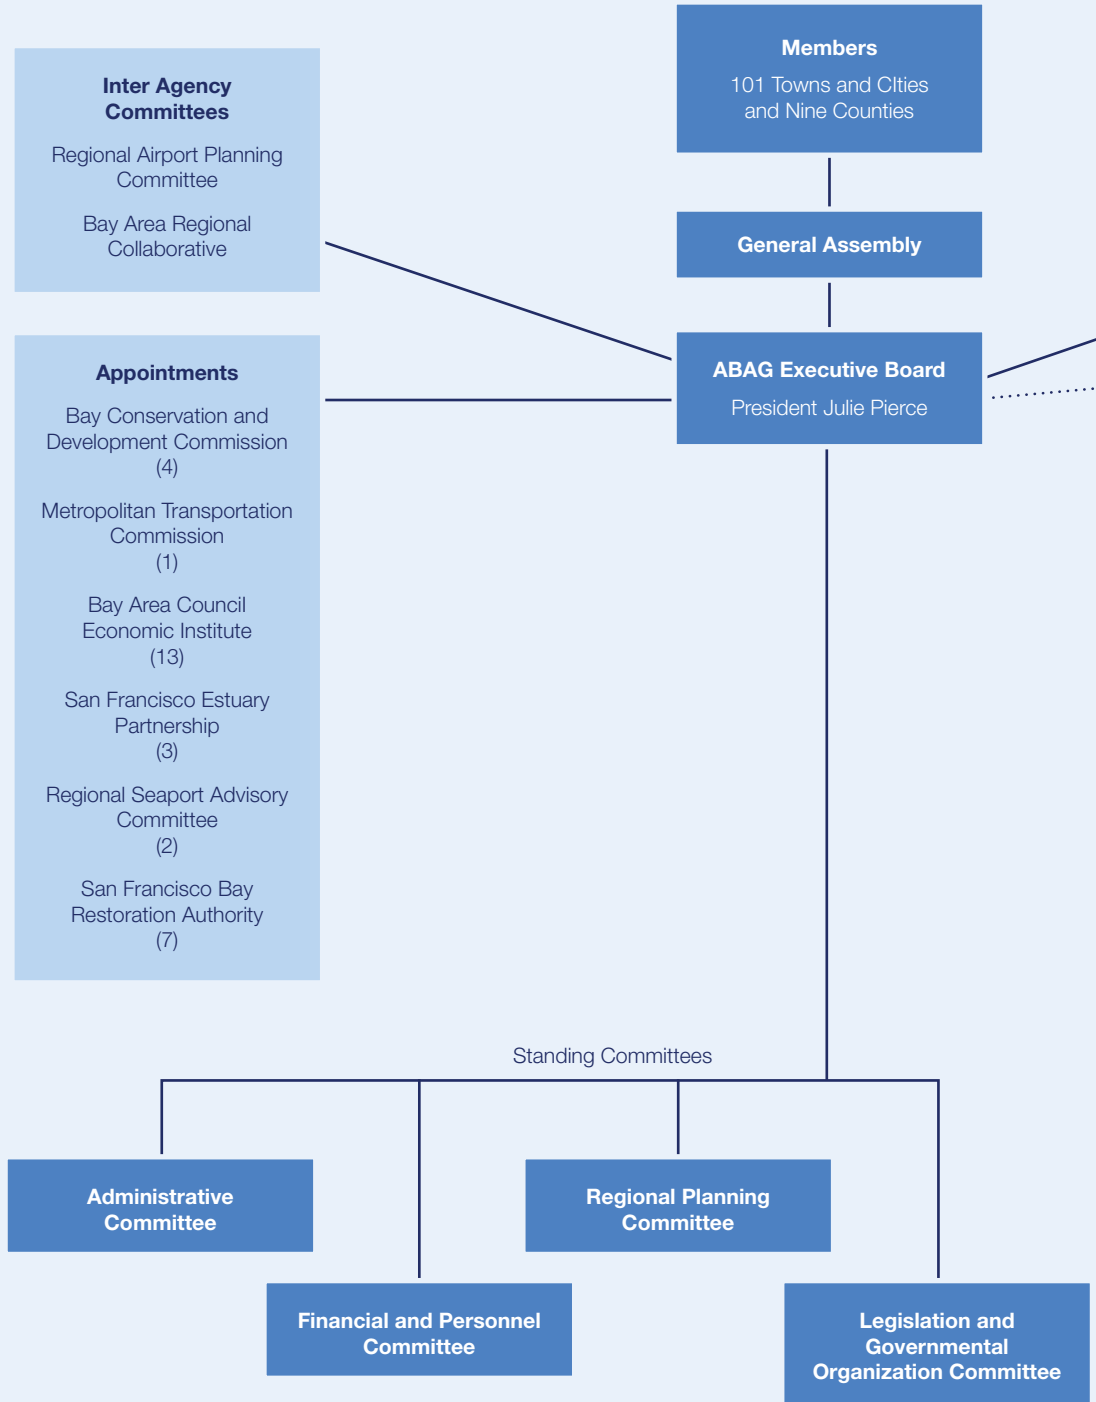 Inter Agency
Committees
Regional Airport Planning
Committee
Bay Area Regional
Collaborative
Members
101 Towns and CIties
and Nine Counties
General Assembly
ABAG Executive Board
President Julie Pierce
Appointments
Bay Conservation and
Development Commission
(4)
Metropolitan Transportation
Commission
(1)
Bay Area Council
Economic Institute
(13)
San Francisco Estuary
Partnership
(3)
Regional Seaport Advisory
Committee
(2)
San Francisco Bay
Restoration Authority
(7)
Standing Committees
Administrative
Committee
Regional Planning
Committee
Financial and Personnel
Committee
Legislation and
Governmental
Organization Committee